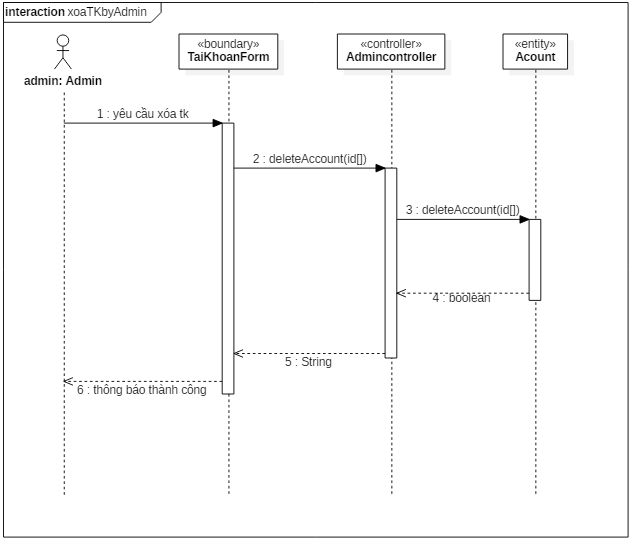 interaction xoaTKbyAdmin
admin: Admin
«boundary»
TaiKhoanForm
«controller»
Admincontroller
«entity»
Acount
1 : yêu cầu xóa tk
2 : deleteAccount(id[])
3 : deleteAccount(id[])
4 : boolean
5 : String
6 : thông báo thành công